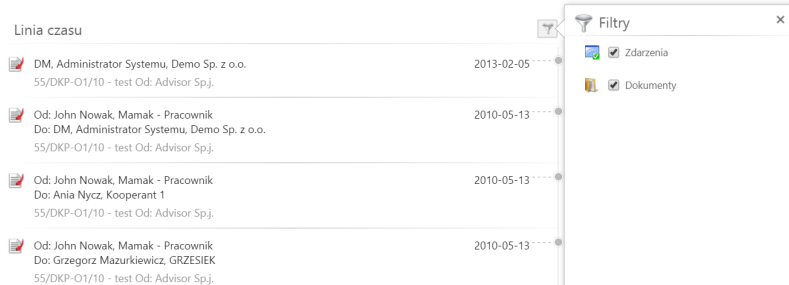 Linia czasu
DM, Administrator Systemu, Demo Sp. z o.o.
2013-02-05
55/DKP-O1/10 - test Od: Advisor Sp.j.
Od: John Nowak, Mamak - Pracownik
2010-05-13
Do: DM, Administrator Systemu, Demo Sp. z o.o.
55/DKP-O1/10 - test Od: Advisor Sp.j.
Od: John Nowak, Mamak - Pracownik
2010-05-13
Do: Ania Nycz, Kooperant 1
55/DKP-O1/10 - test Od: Advisor Sp.j.
Od: John Nowak, Mamak - Pracownik
2010-05-13
Do: Grzegorz Mazurkiewicz, GRZESIEK
55/DKP-O1/10 - test Od: Advisor Sp.j.
Filtry
Zdarzenia
Dokumenty